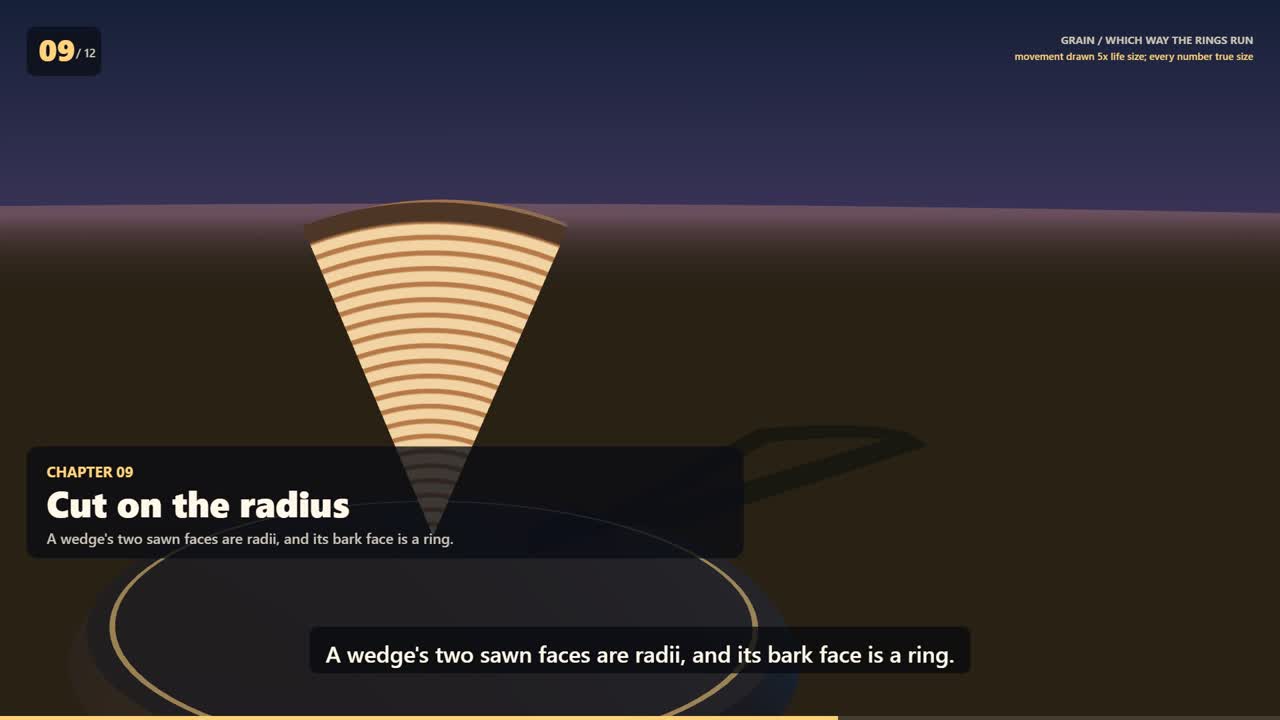 09 / 12
GRAIN / WHICH WAY THE RINGS RUN
movement drawn 5x life size; every number true size
CHAPTER 09
Cut on the radius
A wedge's two sawn faces are radii, and its bark face is a ring.
A wedge's two sawn faces are radii, and its bark face is a ring.